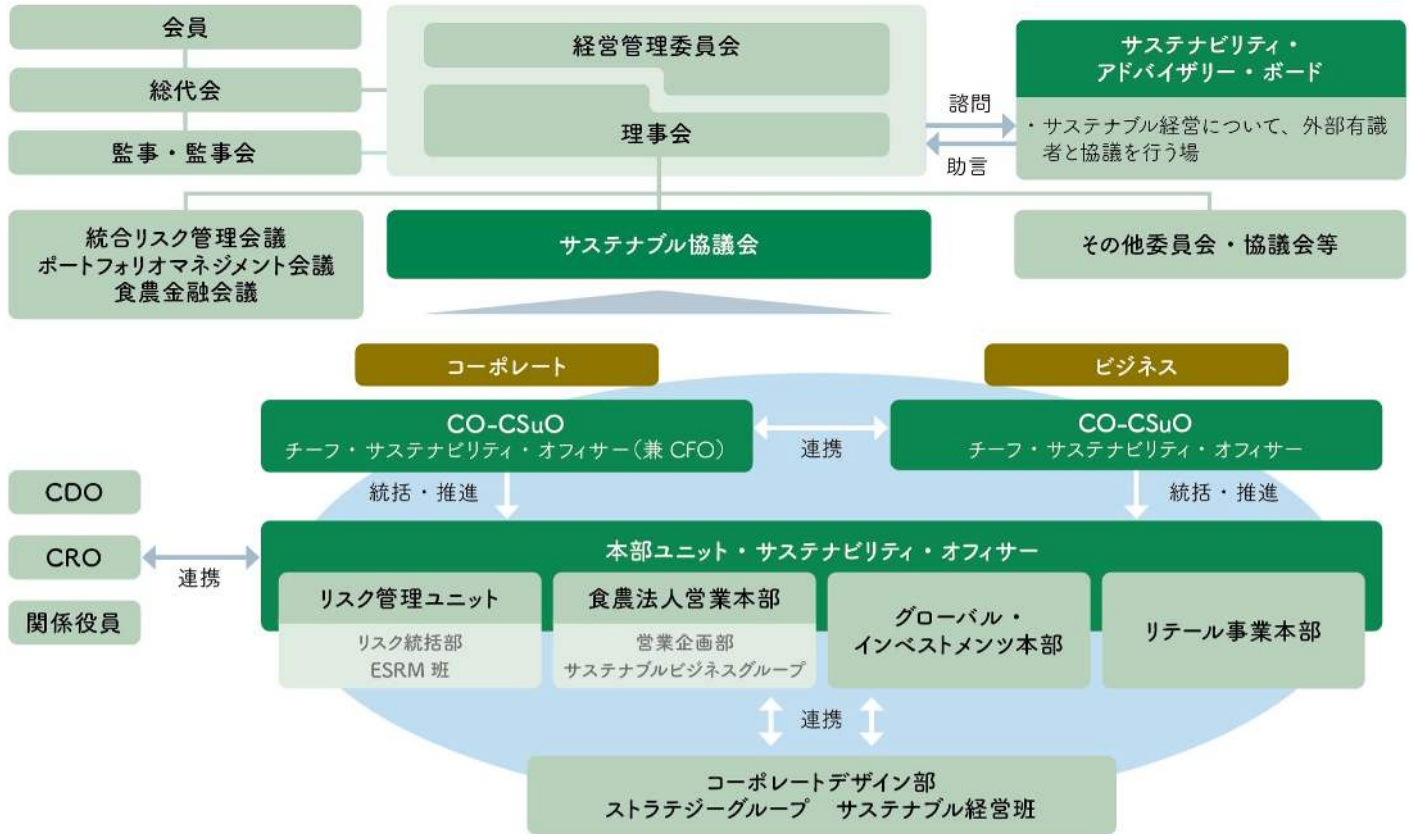 会員
総代会
監事・監事会
経営管理委員会
理事会
諮問
助言
サステナビリティ・
アドバイザリー・ボード
・サステナブル経営について、外部有識
者と協議を行う場
統合リスク管理会議
ポートフォリオマネジメント会議
食農金融会議
サステナブル協議会
その他委員会・協議会等
コーポレート
ビジネス
CO-CSuO
チーフ・サステナビリティ・オフィサー(兼 CFO)
連携
CO-CSuO
チーフ・サステナビリティ・オフィサー
統括・推進
統括・推進
CDO
CRO
関係役員
連携
本部ユニット・サステナビリティ・オフィサー
リスク管理ユニット
リスク統括部
ESRM 班
食農法人営業本部
営業企画部
サステナブルビジネスグループ
グローバル・
インベストメンツ本部
リテール事業本部
連携
コーポレートデザイン部
ストラテジーグループ サステナブル経営班